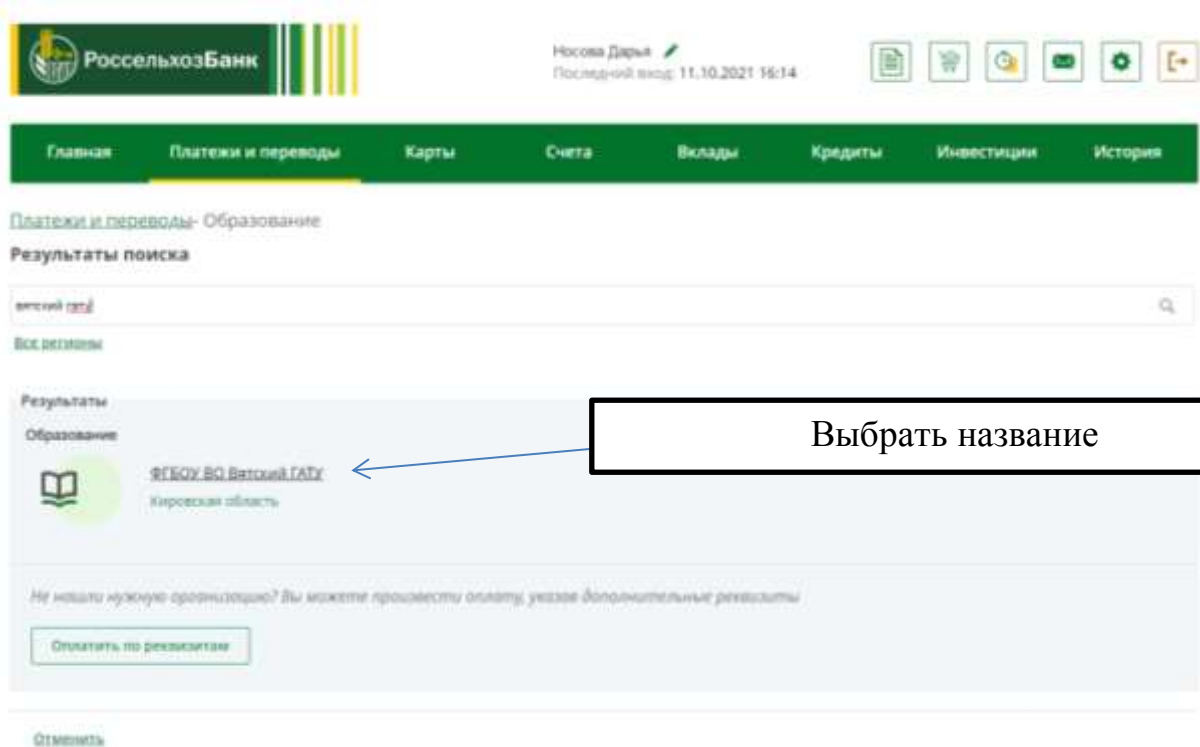 РоссельхозБанк
Носова Дарья
Последний вход: 11.10.2021 16:14
Главная Платежи и переводы Карты Счета Вклады Кредиты Инвестиции История
Платежи и переводы- Образование
Результаты поиска
вятский гату
Все регионы
Результаты
Образование
ФГБОУ ВО Вятский ГАТУ
Кировская область
Выбрать название
Не нашли нужную организацию? Вы можете произвести оплату, указав дополнительные реквизиты
Оплатить по реквизитам
Отменить